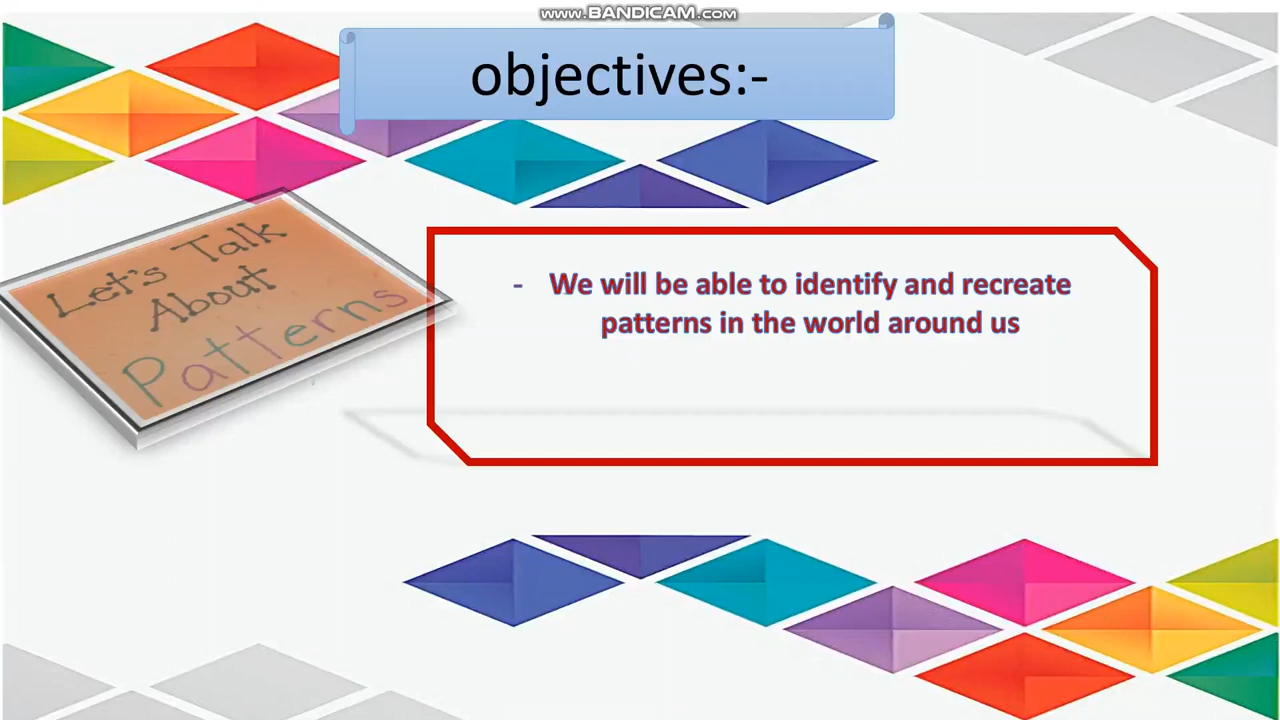 www.BANDICAM.com
objectives:-
Let's Talk
About
Patterns
- We will be able to identify and recreate
patterns in the world around us